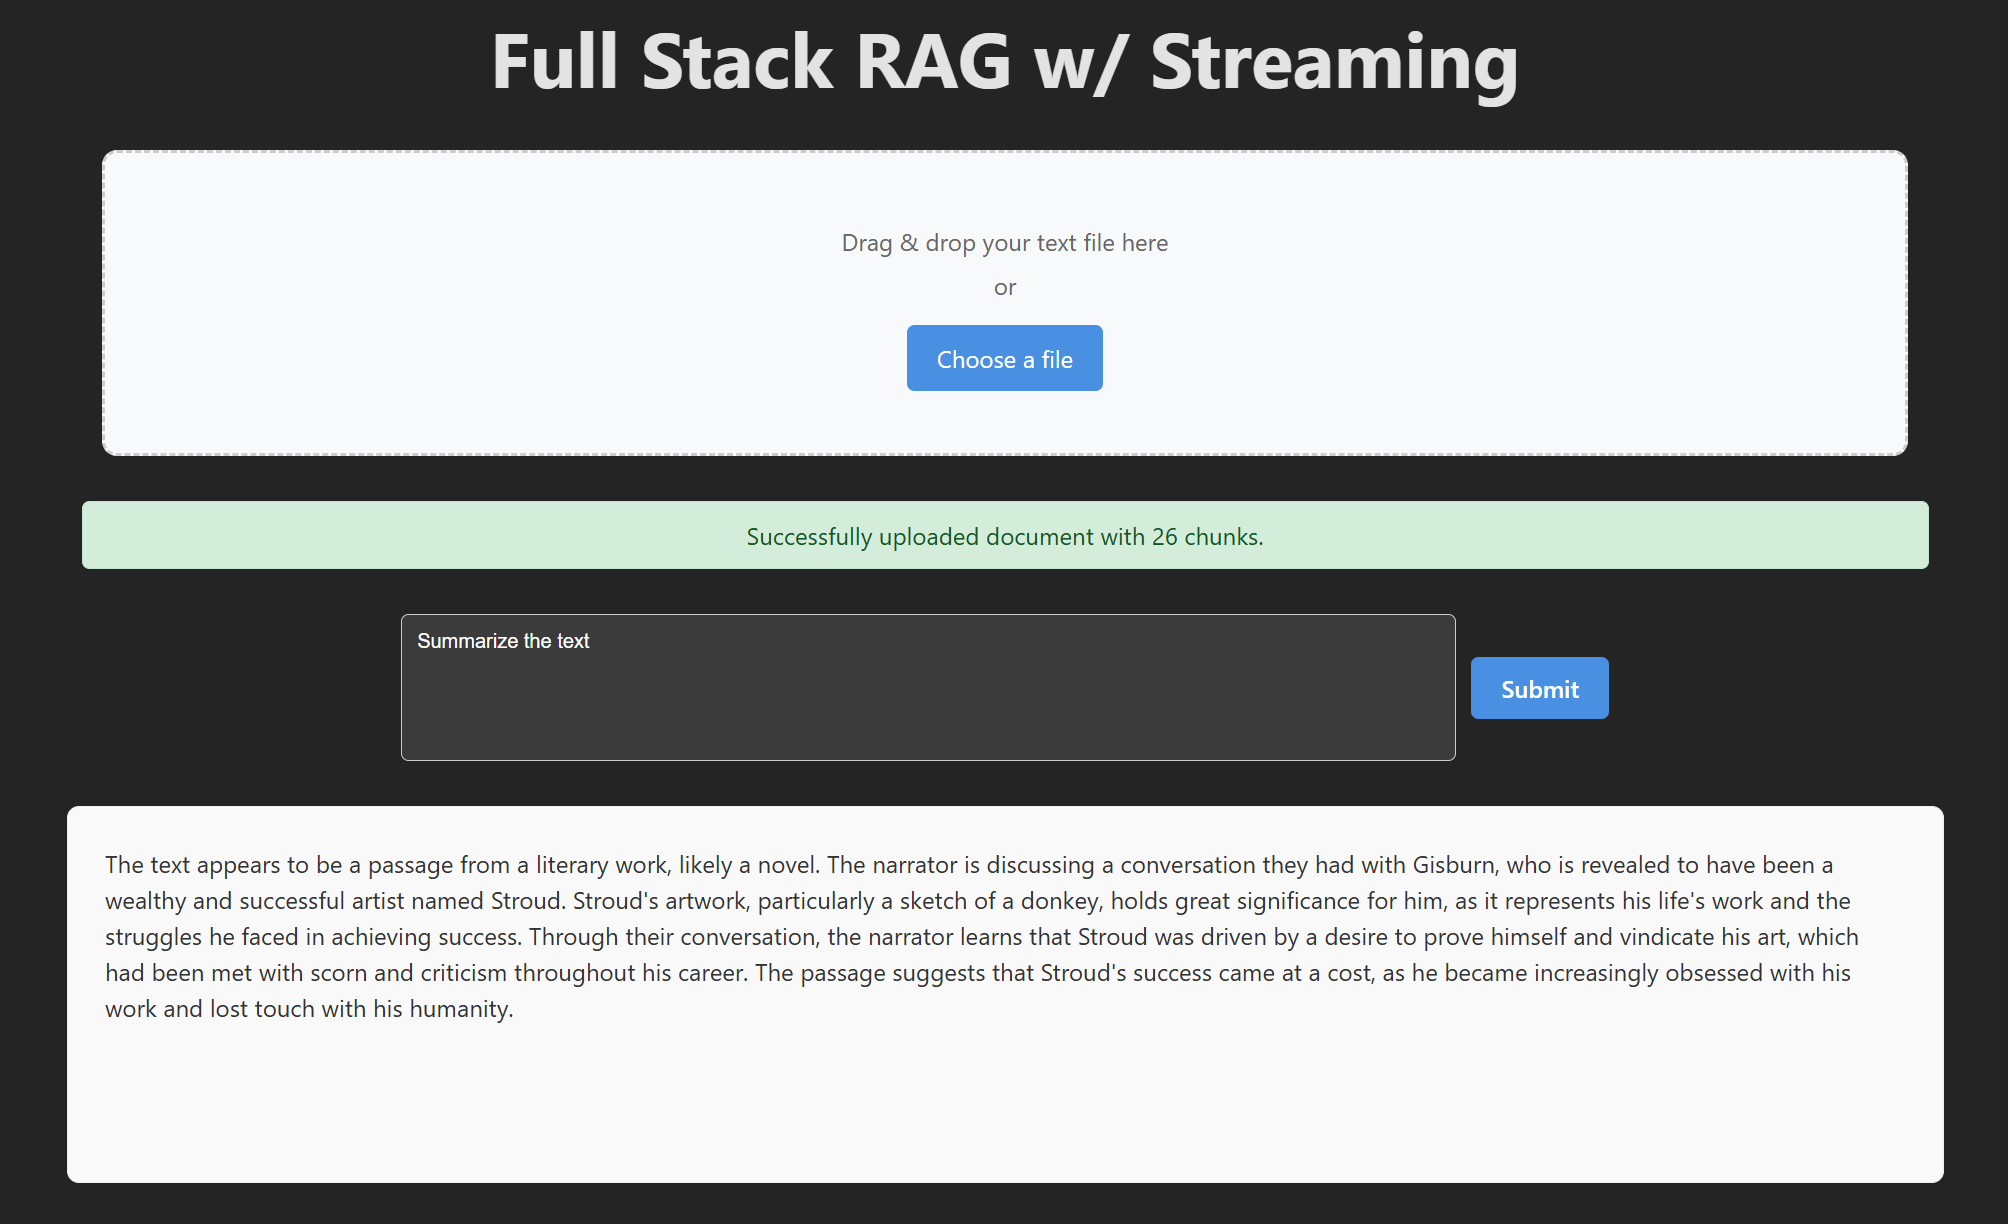 Full Stack RAG w/ Streaming
Drag & drop your text file here
or
Choose a file
Successfully uploaded document with 26 chunks.
Summarize the text
Submit
The text appears to be a passage from a literary work, likely a novel. The narrator is discussing a conversation they had with Gisburn, who is revealed to have been a
wealthy and successful artist named Stroud. Stroud's artwork, particularly a sketch of a donkey, holds great significance for him, as it represents his life's work and the
struggles he faced in achieving success. Through their conversation, the narrator learns that Stroud was driven by a desire to prove himself and vindicate his art, which
had been met with scorn and criticism throughout his career. The passage suggests that Stroud's success came at a cost, as he became increasingly obsessed with his
work and lost touch with his humanity.